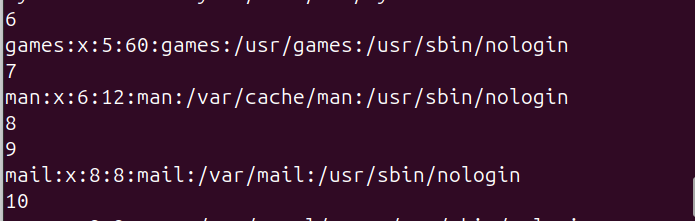 6
games:x:5:60:games:/usr/games:/usr/sbin/nologin
7
man:x:6:12:man:/var/cache/man:/usr/sbin/nologin
8
9
mail:x:8:8:mail:/var/mail:/usr/sbin/nologin
10